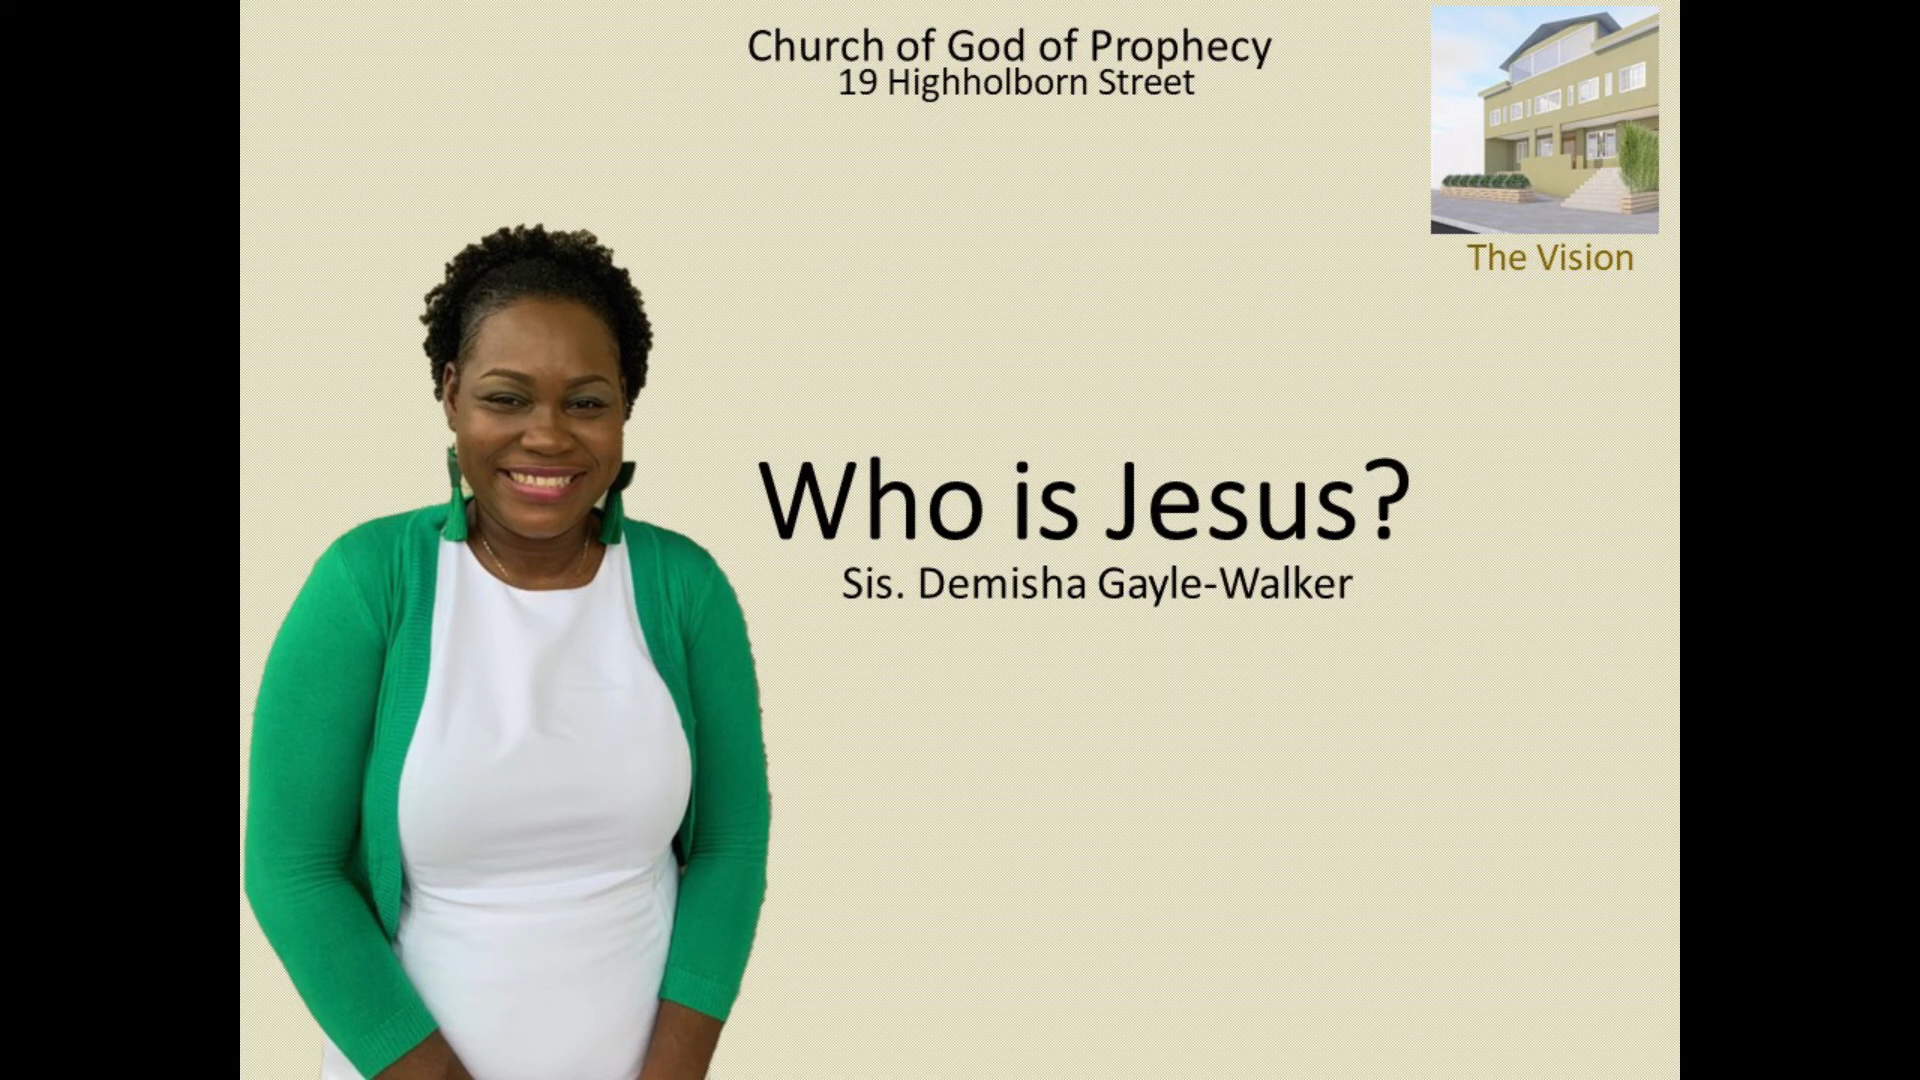 Church of God of Prophecy
19 Highholborn Street
The Vision
Who is Jesus?
Sis. Demisha Gayle-Walker